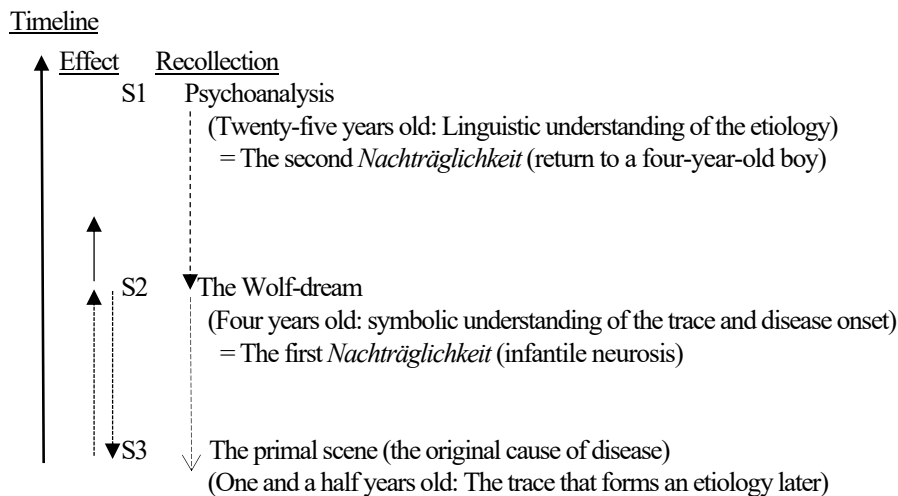 Timeline
Effect Recollection
S1 Psychoanalysis
(Twenty-five years old: Linguistic understanding of the etiology)
= The second Nachträglichkeit (return to a four-year-old boy)
S2 The Wolf-dream
(Four years old: symbolic understanding of the trace and disease onset)
= The first Nachträglichkeit (infantile neurosis)
S3 The primal scene (the original cause of disease)
(One and a half years old: The trace that forms an etiology later)